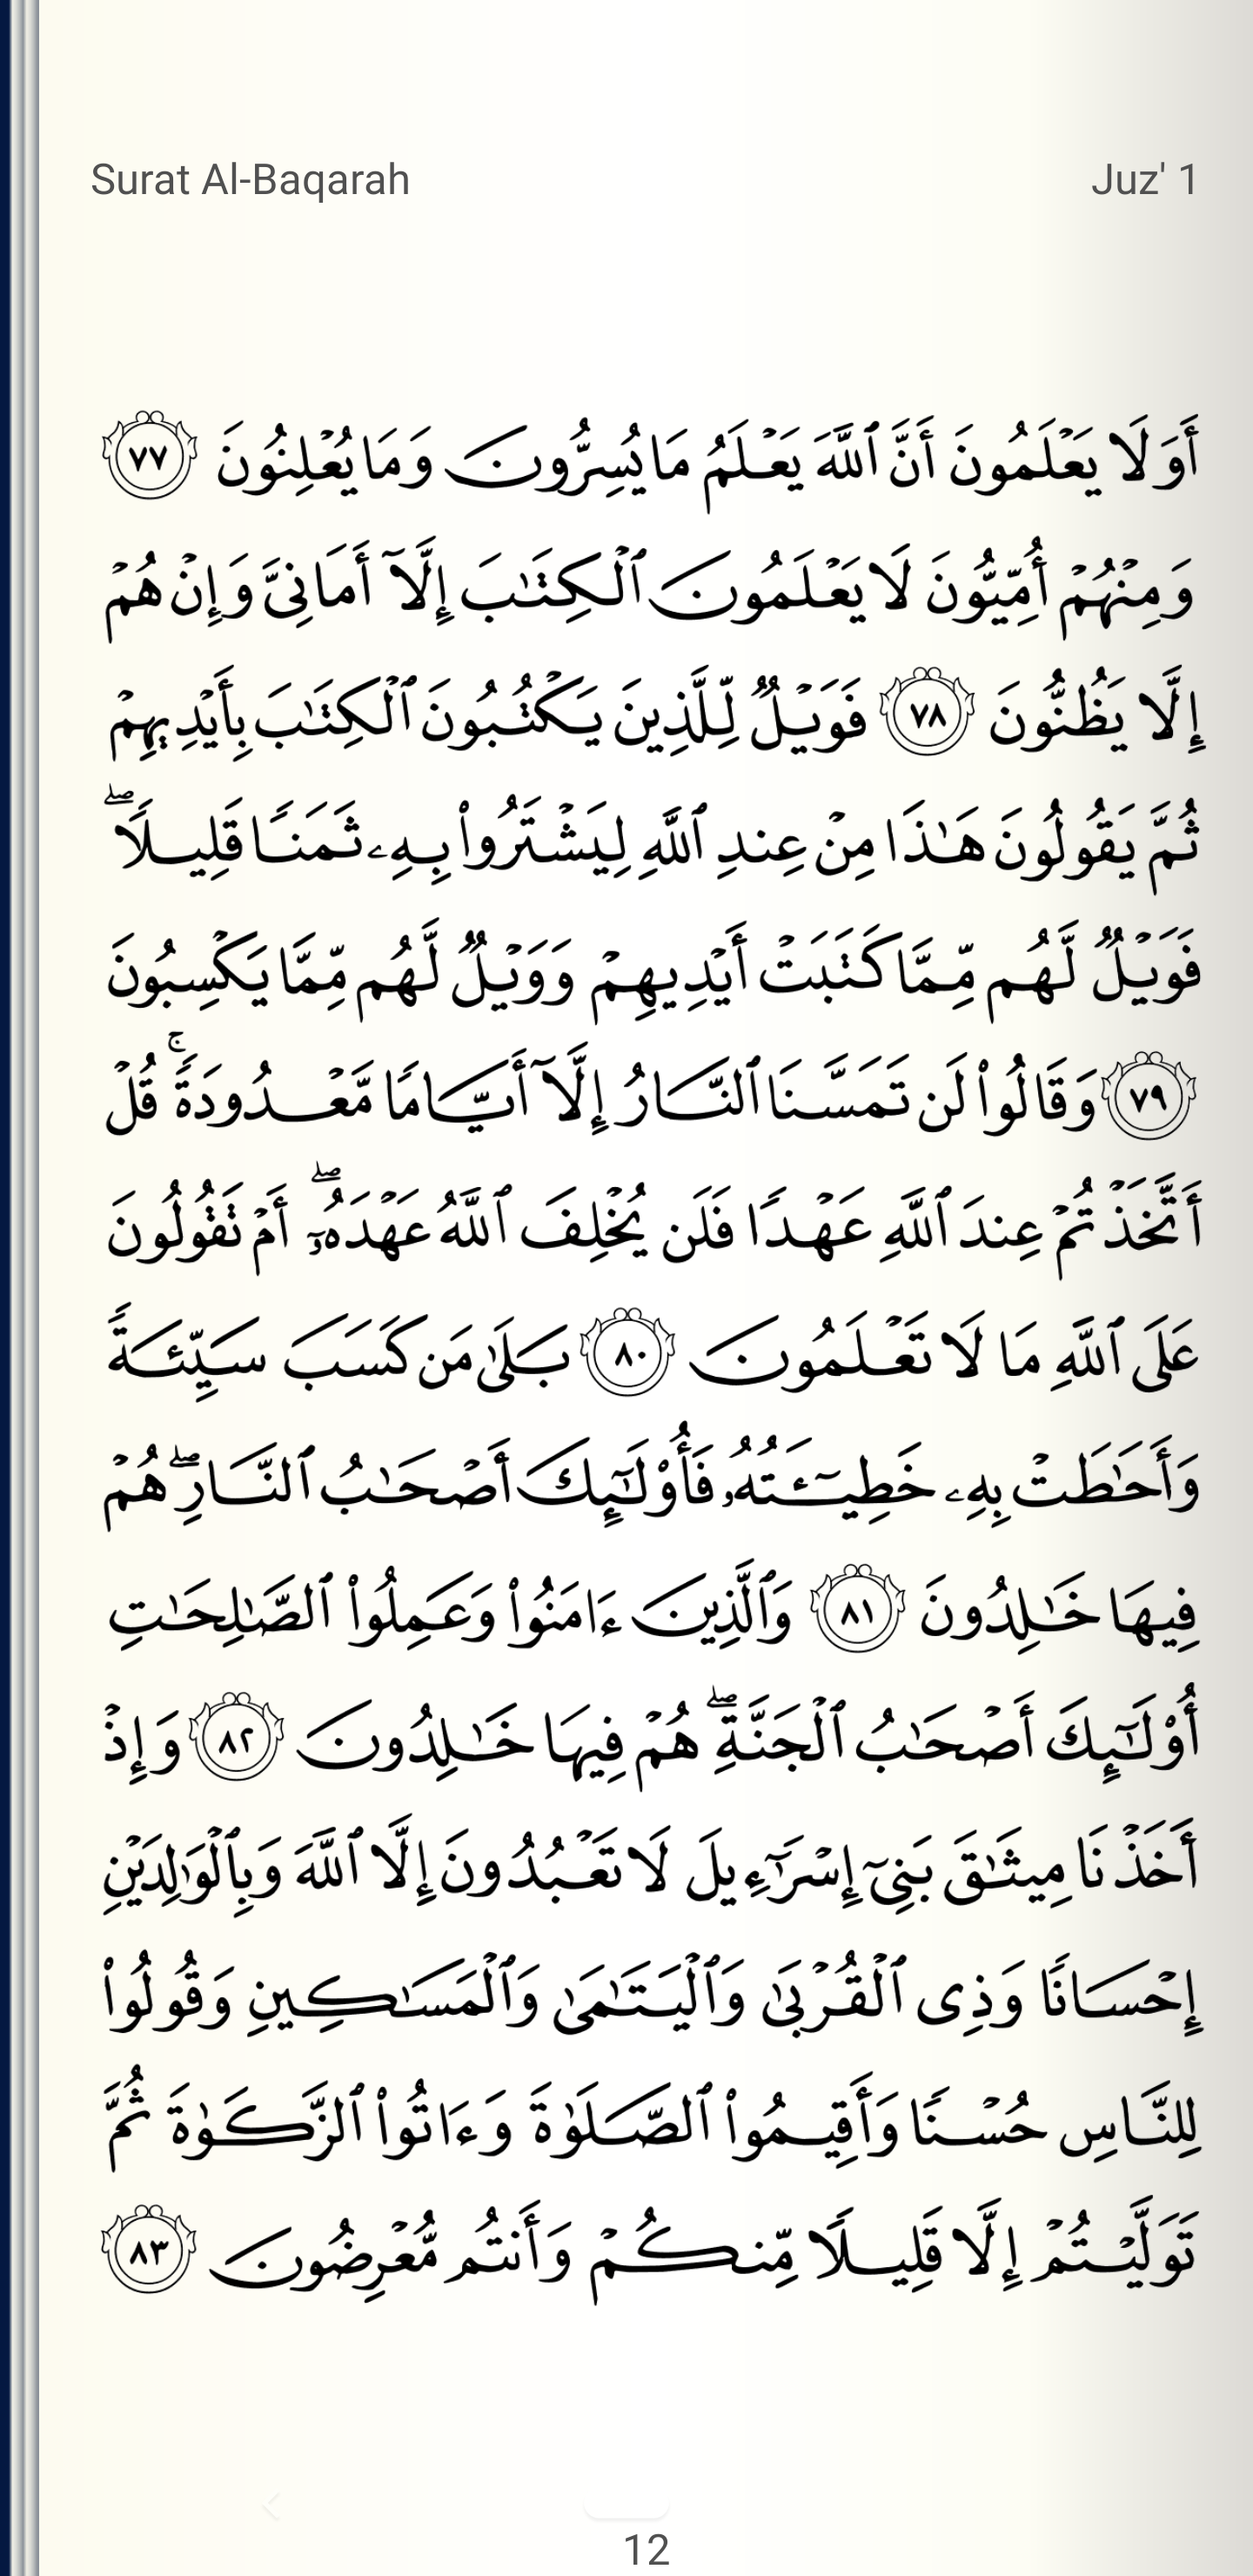 Surat Al-Baqarah
Juz' 1
أَوَلَا يَعْلَمُونَ أَنَّ ٱللَّهَ يَعْلَمُ مَا يُسِرُّونَ وَمَا يُعْلِنُونَ ٧٧
وَمِنْهُمْ أُمِّيُّونَ لَا يَعْلَمُونَ ٱلْكِتَٰبَ إِلَّآ أَمَانِىَّ وَإِنْ هُمْ
إِلَّا يَظُنُّونَ ٧٨ فَوَيْلٌ لِّلَّذِينَ يَكْتُبُونَ ٱلْكِتَٰبَ بِأَيْدِيهِمْ
ثُمَّ يَقُولُونَ هَٰذَا مِنْ عِندِ ٱللَّهِ لِيَشْتَرُوا۟ بِهِۦ ثَمَنًا قَلِيلًا ۖ
فَوَيْلٌ لَّهُم مِّمَّا كَتَبَتْ أَيْدِيهِمْ وَوَيْلٌ لَّهُم مِّمَّا يَكْسِبُونَ
٧٩ وَقَالُوا۟ لَن تَمَسَّنَا ٱلنَّارُ إِلَّآ أَيَّامًا مَّعْدُودَةً ۚ قُلْ
أَتَّخَذْتُمْ عِندَ ٱللَّهِ عَهْدًا فَلَن يُخْلِفَ ٱللَّهُ عَهْدَهُۥٓ ۖ أَمْ تَقُولُونَ
عَلَى ٱللَّهِ مَا لَا تَعْلَمُونَ ٨٠ بَلَىٰ مَن كَسَبَ سَيِّئَةً
وَأَحَٰطَتْ بِهِۦ خَطِيٓـَٔتُهُۥ فَأُو۟لَٰٓئِكَ أَصْحَٰبُ ٱلنَّارِ ۖ هُمْ
فِيهَا خَٰلِدُونَ ٨١ وَٱلَّذِينَ ءَامَنُوا۟ وَعَمِلُوا۟ ٱلصَّٰلِحَٰتِ
أُو۟لَٰٓئِكَ أَصْحَٰبُ ٱلْجَنَّةِ ۖ هُمْ فِيهَا خَٰلِدُونَ ٨٢ وَإِذْ
أَخَذْنَا مِيثَٰقَ بَنِىٓ إِسْرَٰٓءِيلَ لَا تَعْبُدُونَ إِلَّا ٱللَّهَ وَبِٱلْوَٰلِدَيْنِ
إِحْسَانًا وَذِى ٱلْقُرْبَىٰ وَٱلْيَتَٰمَىٰ وَٱلْمَسَٰكِينِ وَقُولُوا۟
لِلنَّاسِ حُسْنًا وَأَقِيمُوا۟ ٱلصَّلَوٰةَ وَءَاتُوا۟ ٱلزَّكَوٰةَ ثُمَّ
تَوَلَّيْتُمْ إِلَّا قَلِيلًا مِّنكُمْ وَأَنتُم مُّعْرِضُونَ ٨٣
12